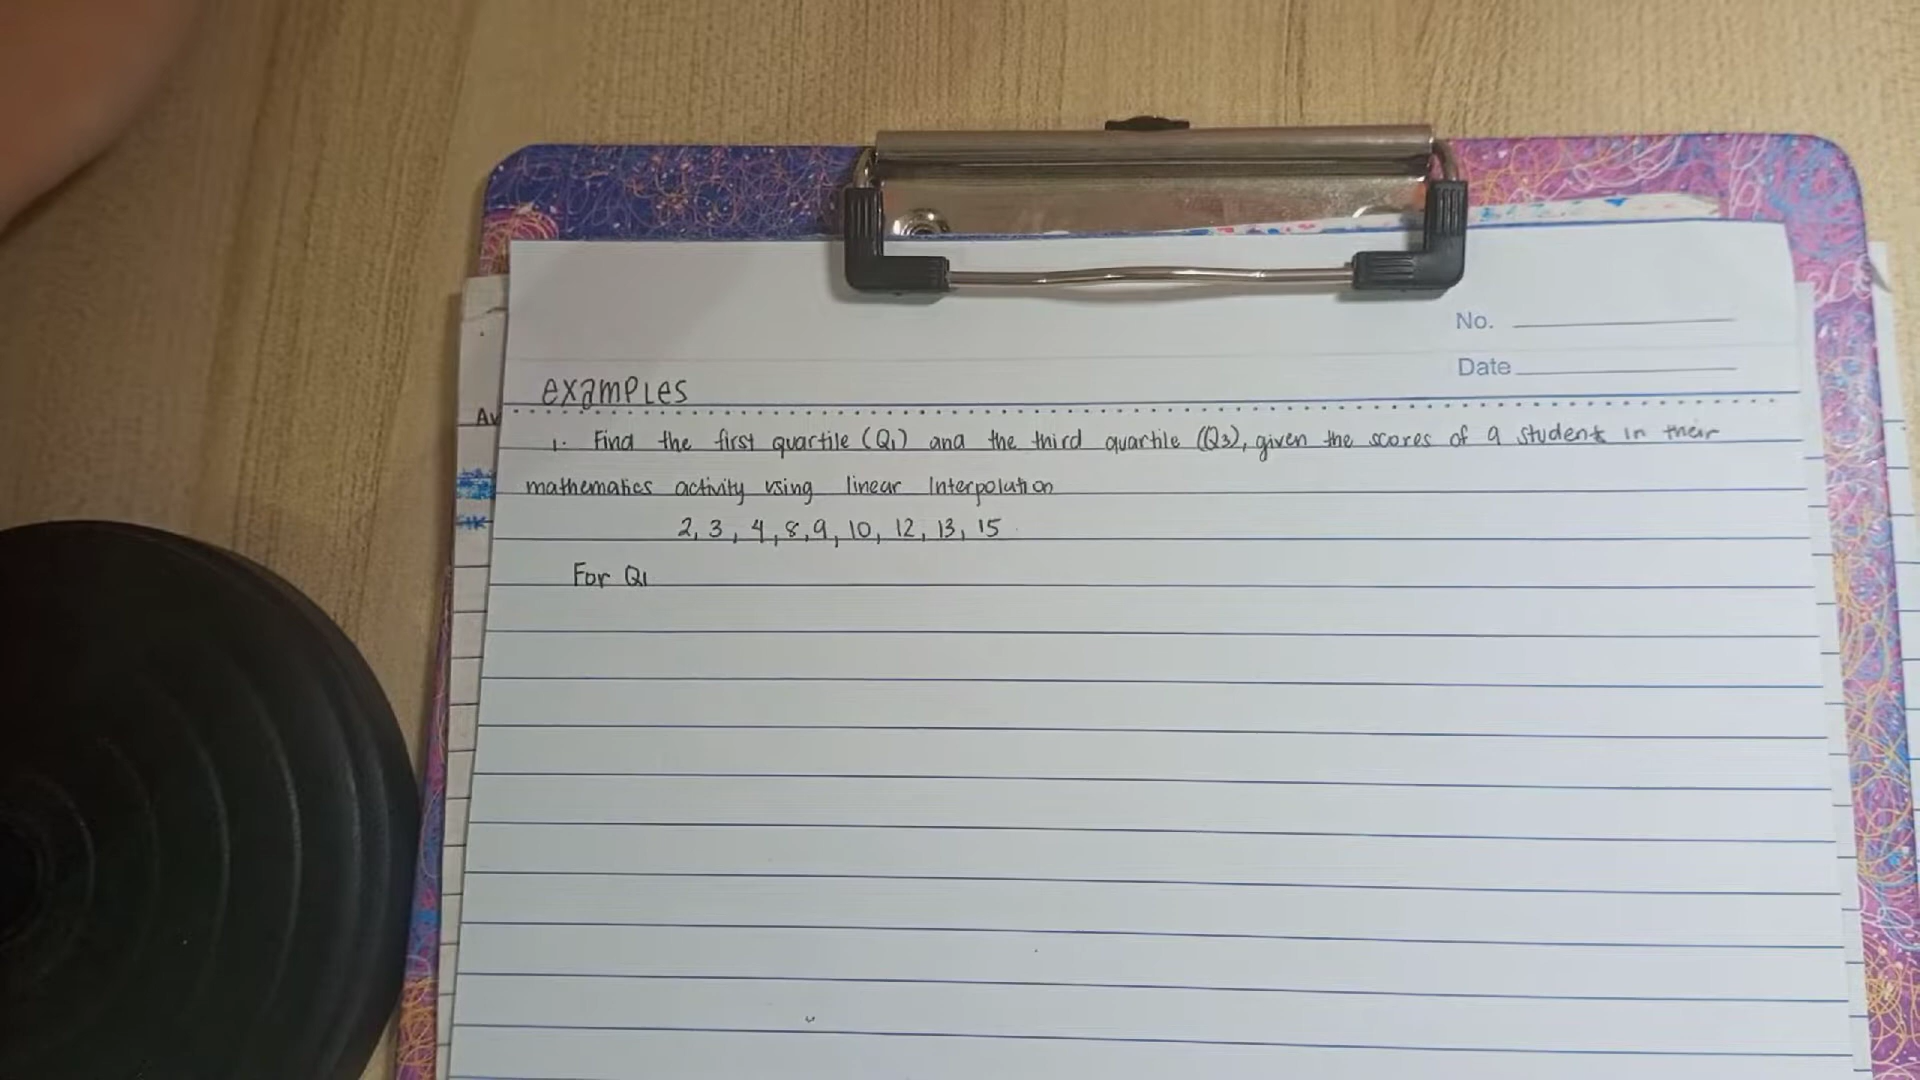 No.
Date
examples
Av
1. Find the first quartile (Q1) and the third quartile (Q3), given the scores of 9 students in their
mathematics activity using linear Interpolation
2, 3, 4, 8, 9, 10, 12, 13, 15
For Q1